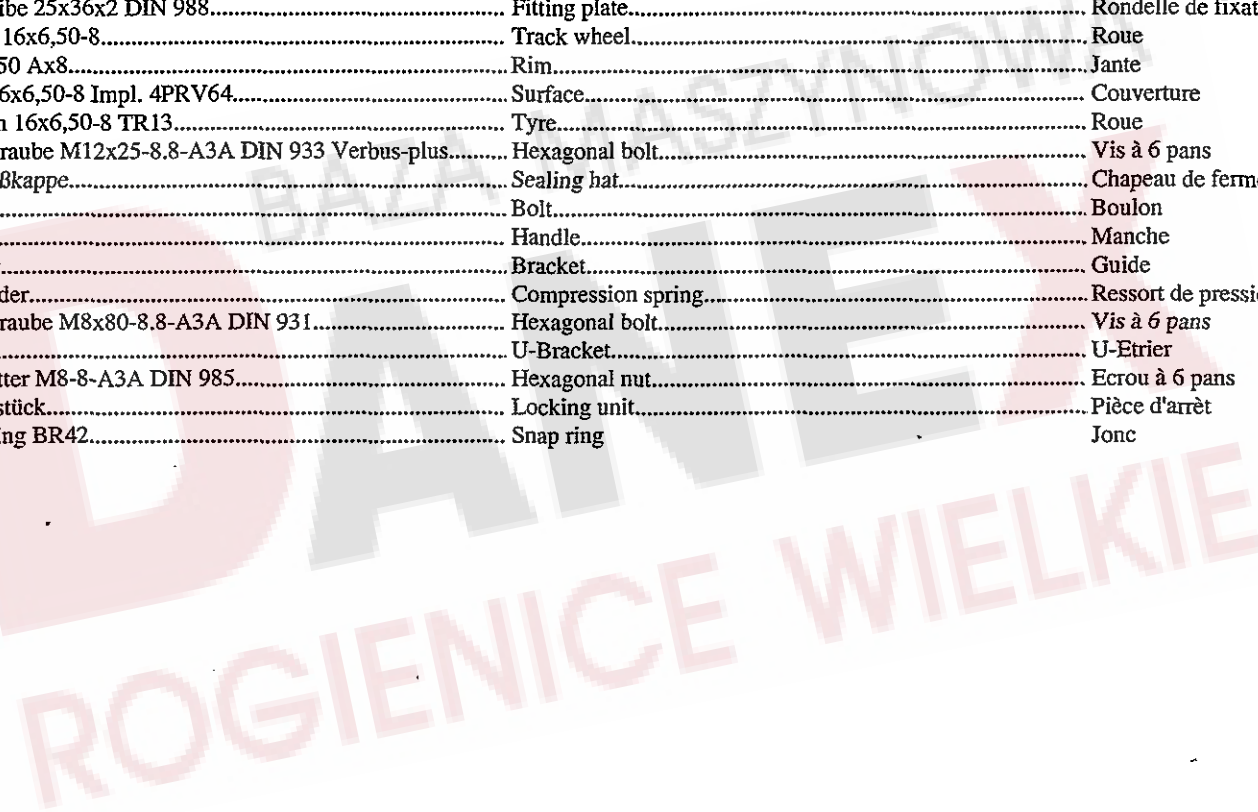 ibe 25x36x2 DIN 988 Fitting plate Rondelle de fixat
16x6,50-8 Track wheel Roue
50 Ax8 Rim Jante
6x6,50-8 Impl. 4PRV64 Surface Couverture
n 16x6,50-8 TR13 Tyre Roue
raube M12x25-8.8-A3A DIN 933 Verbus-plus Hexagonal bolt Vis à 6 pans
ßkappe Sealing hat Chapeau de ferm
Bolt Boulon
Handle Manche
Bracket Guide
der Compression spring Ressort de pressi
raube M8x80-8.8-A3A DIN 931 Hexagonal bolt Vis à 6 pans
U-Bracket U-Etrier
tter M8-8-A3A DIN 985 Hexagonal nut Ecrou à 6 pans
stück Locking unit Pièce d'arrèt
ing BR42 Snap ring Jonc
BAZA MASZYNOWA
DANEX
ROGIENICE WIELKIE